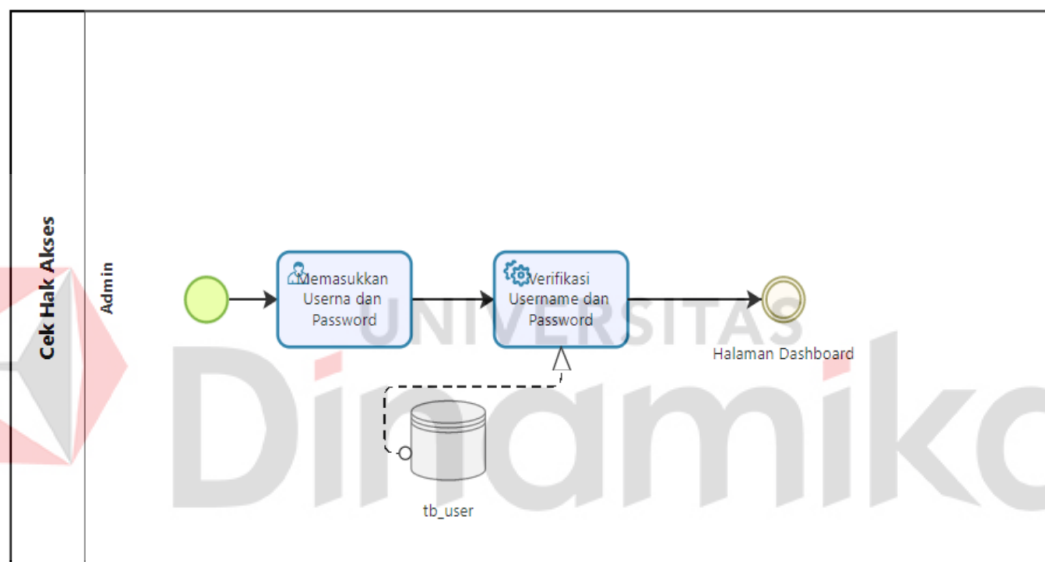 Cek Hak Akses
Admin
Memasukkan
Userna dan
Password
Verifikasi
Username dan
Password
Halaman Dashboard
tb_user
UNIVERSITAS
Dinamika